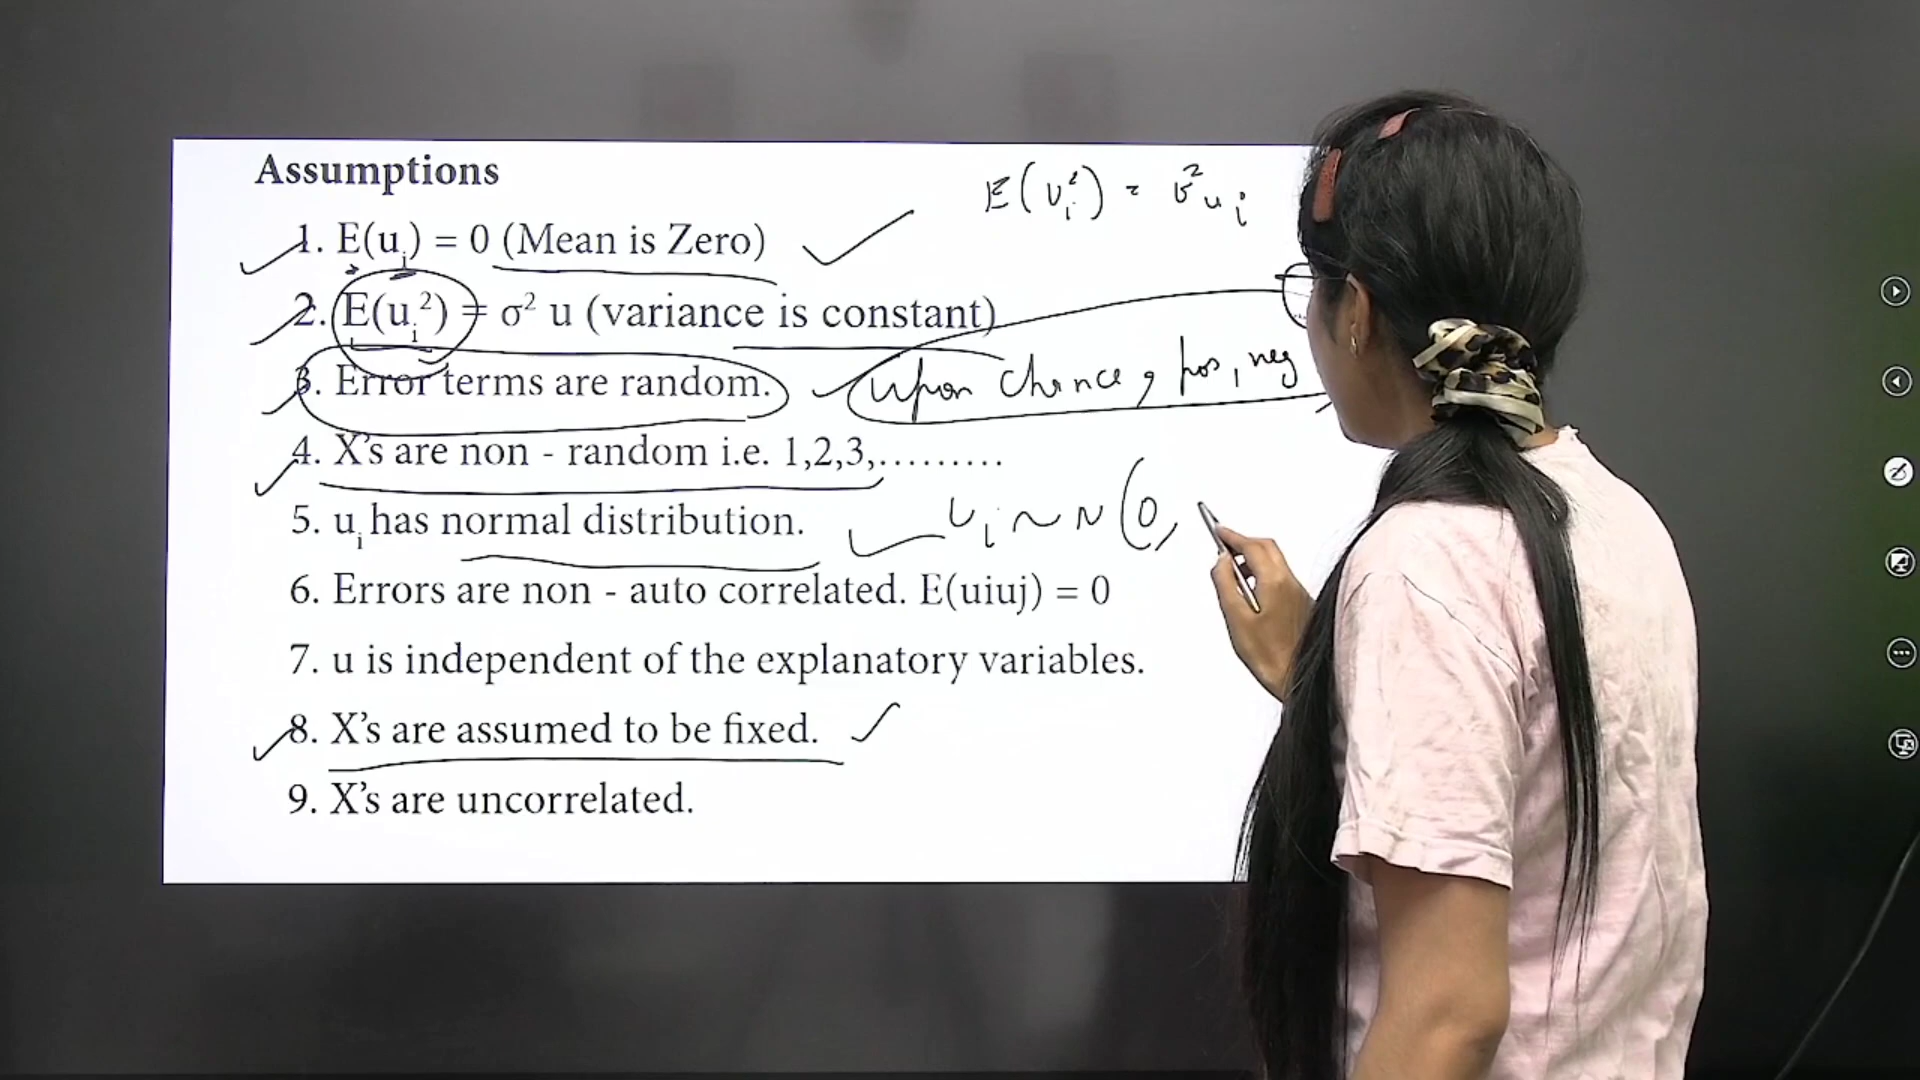 Assumptions
E(uᵢ²) = σ²uᵢ
1. E(uᵢ) = 0 (Mean is Zero)
2. E(uᵢ²) = σ² u (variance is constant)
3. Error terms are random.
upon chance, pos, neg
4. X's are non - random i.e. 1,2,3,.........
5. uᵢ has normal distribution.
uᵢ ~ N(0,
6. Errors are non - auto correlated. E(uiuj) = 0
7. u is independent of the explanatory variables.
8. X's are assumed to be fixed.
9. X's are uncorrelated.